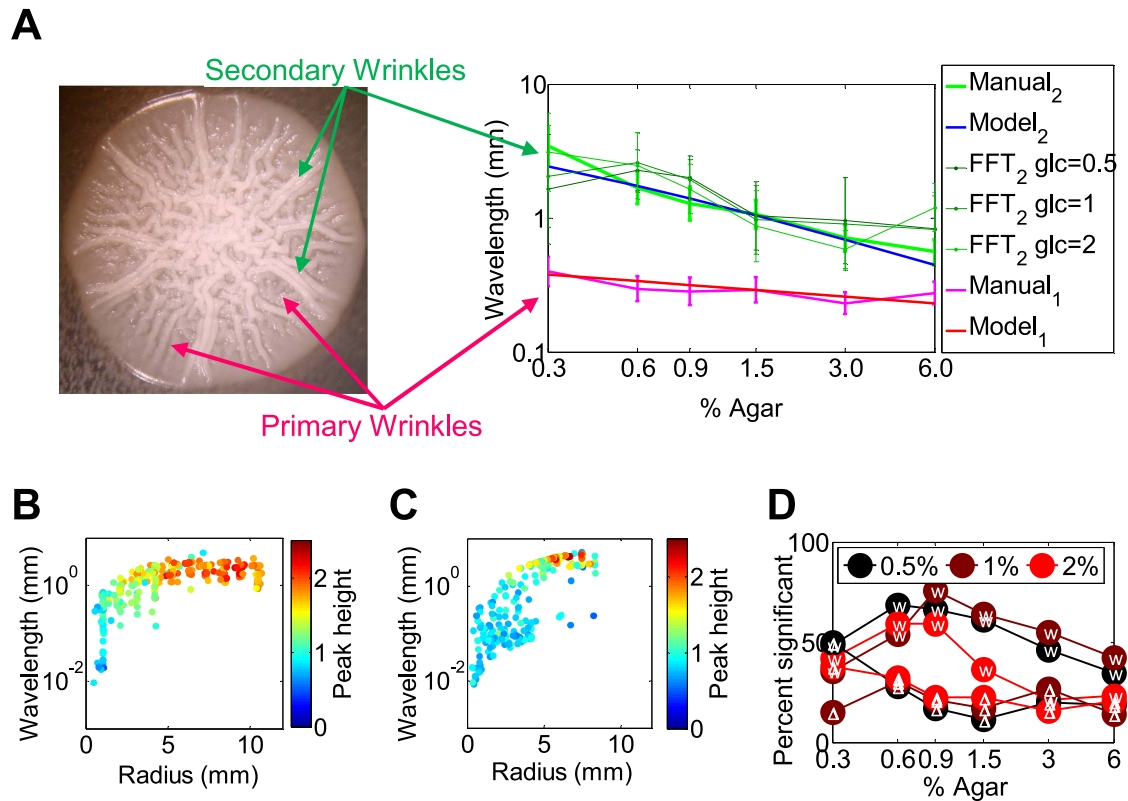 A
Secondary Wrinkles
Primary Wrinkles
Wavelength (mm)
10
1
0.1
0.3 0.6 0.9 1.5 3.0 6.0
% Agar
Manual2
Model2
FFT2 glc=0.5
FFT2 glc=1
FFT2 glc=2
Manual1
Model1
B
Wavelength (mm)
10^0
10^-2
0 5 10
Radius (mm)
2
1
0
Peak height
C
Wavelength (mm)
10^0
10^-2
0 5 10
Radius (mm)
2
1
0
Peak height
D
Percent significant
100
50
0
0.5% 1% 2%
0.3 0.6 0.9 1.5 3 6
% Agar